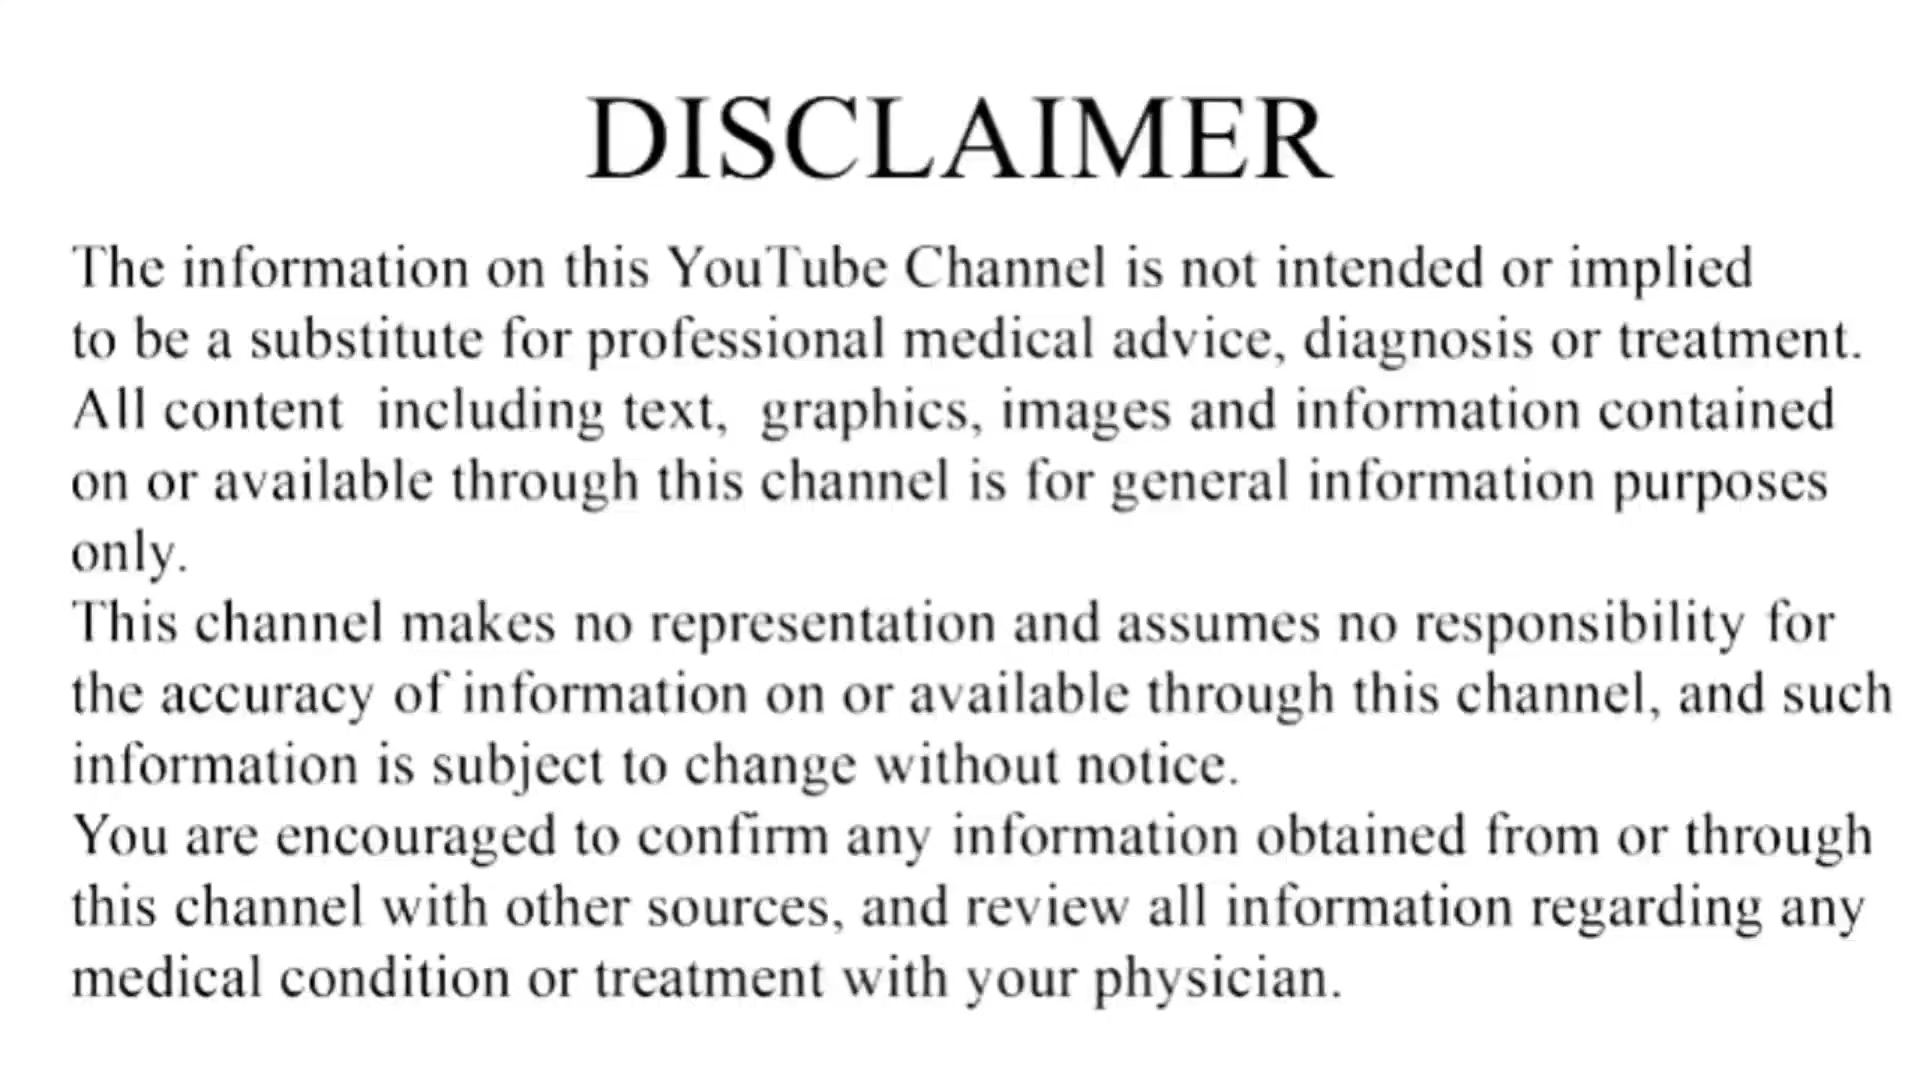 DISCLAIMER
The information on this YouTube Channel is not intended or implied
to be a substitute for professional medical advice, diagnosis or treatment.
All content  including text,  graphics, images and information contained
on or available through this channel is for general information purposes
only.
This channel makes no representation and assumes no responsibility for
the accuracy of information on or available through this channel, and such
information is subject to change without notice.
You are encouraged to confirm any information obtained from or through
this channel with other sources, and review all information regarding any
medical condition or treatment with your physician.